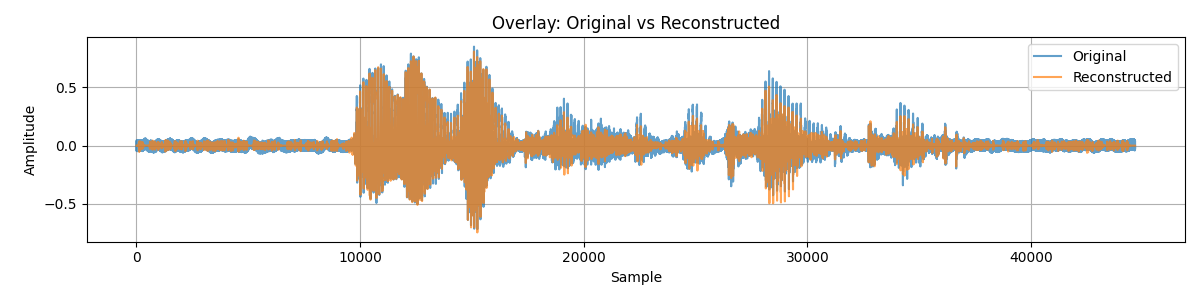 Overlay: Original vs Reconstructed
Original
Reconstructed
Amplitude
0.5
0.0
−0.5
0
10000
20000
30000
40000
Sample